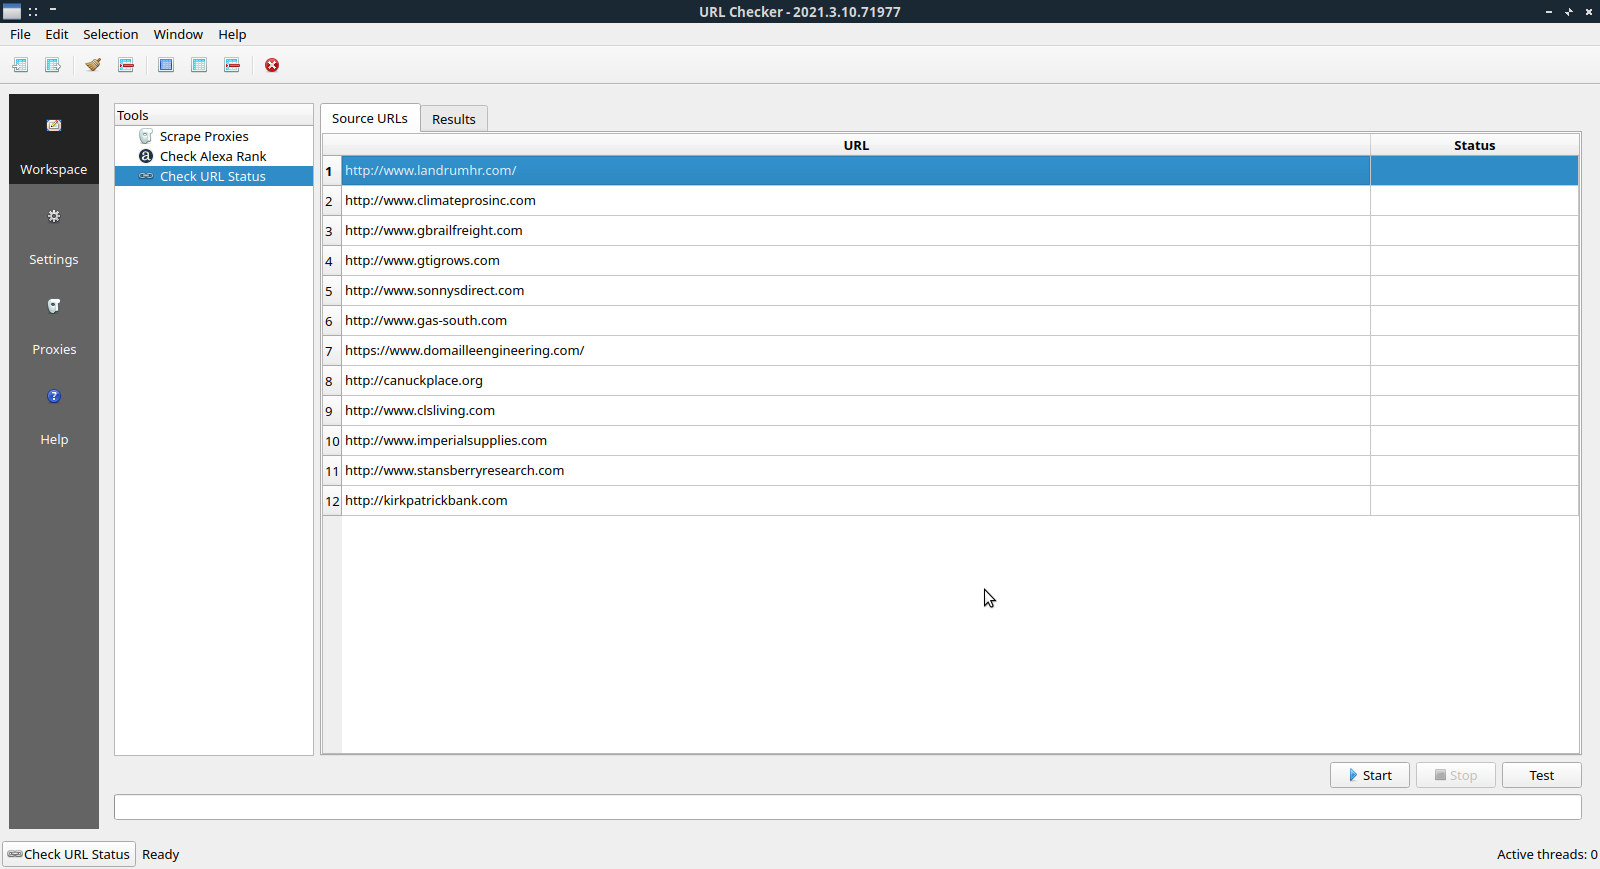 URL Checker - 2021.3.10.71977
File Edit Selection Window Help
Workspace
Settings
Proxies
Help
Tools
Scrape Proxies
Check Alexa Rank
Check URL Status
Source URLs Results
URL Status
1 http://www.landrumhr.com/
2 http://www.climateprosinc.com
3 http://www.gbrailfreight.com
4 http://www.gtigrows.com
5 http://www.sonnysdirect.com
6 http://www.gas-south.com
7 https://www.domailleengineering.com/
8 http://canuckplace.org
9 http://www.clsliving.com
10 http://www.imperialsupplies.com
11 http://www.stansberryresearch.com
12 http://kirkpatrickbank.com
Start Stop Test
Check URL Status Ready Active threads: 0